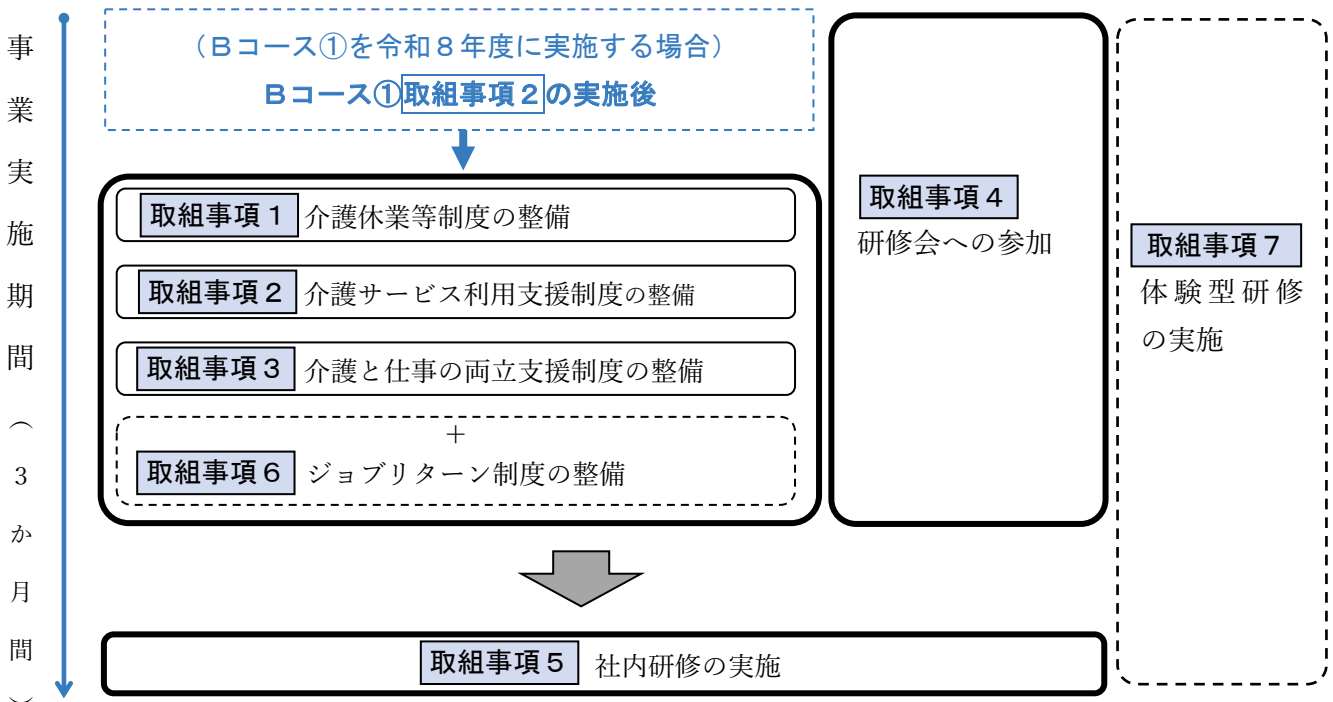 事業実施期間（３か月間）
（Ｂコース①を令和８年度に実施する場合）
Ｂコース①取組事項２の実施後
取組事項１ 介護休業等制度の整備
取組事項２ 介護サービス利用支援制度の整備
取組事項３ 介護と仕事の両立支援制度の整備
＋
取組事項６ ジョブリターン制度の整備
取組事項４
研修会への参加
取組事項７
体験型研修
の実施
取組事項５ 社内研修の実施